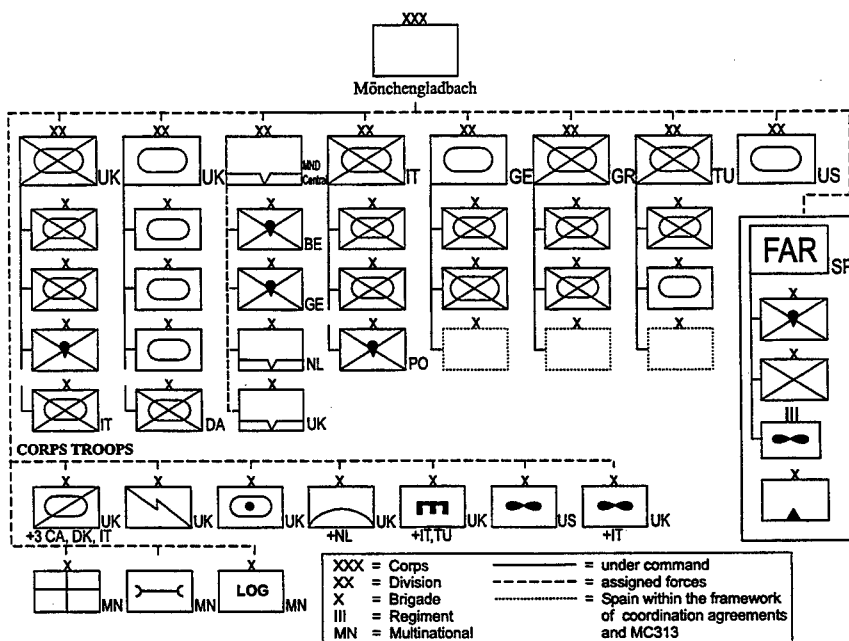 XXX
Mönchengladbach
XX XX XX XX XX XX XX XX
UK UK MND Central IT GE GR TU US
X X X X X X X
BE
FAR
SP
X X X X X X X
GE
X
X X X X X X X
NL PO
X
X X X
IT DA UK
III
CORPS TROOPS
X X X X X X X
X
UK UK UK UK UK US UK
+3 CA, DK, IT +NL +IT,TU +IT
X X
LOG
MN MN MN
XXX = Corps
XX = Division
X = Brigade
III = Regiment
MN = Multinational
= under command
= assigned forces
= Spain within the framework
of coordination agreements
and MC313